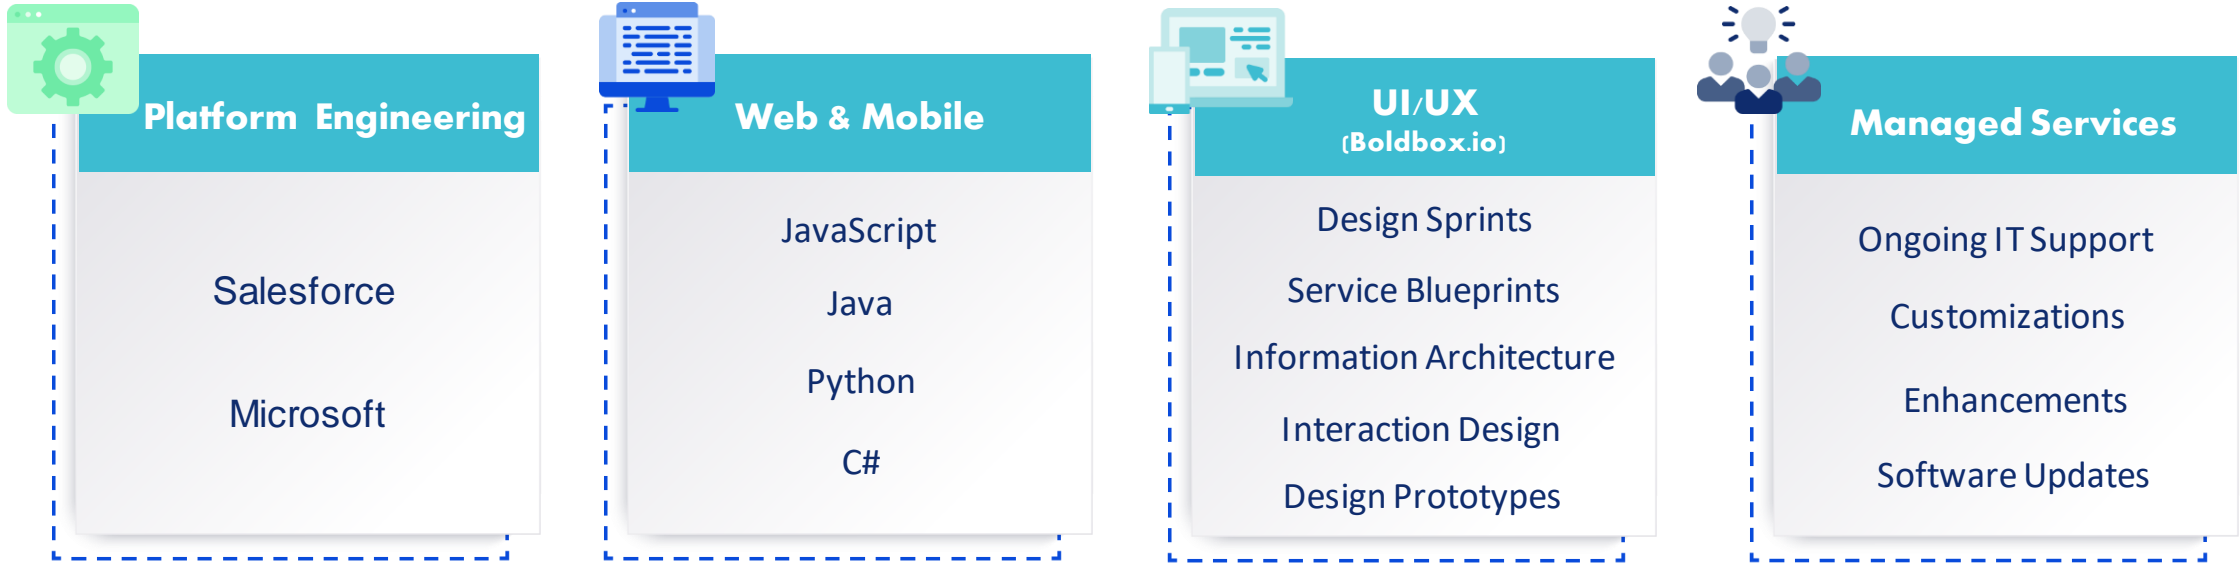 Platform Engineering
Salesforce
Microsoft
Web & Mobile
JavaScript
Java
Python
C#
UI/UX
(Boldbox.io)
Design Sprints
Service Blueprints
Information Architecture
Interaction Design
Design Prototypes
Managed Services
Ongoing IT Support
Customizations
Enhancements
Software Updates